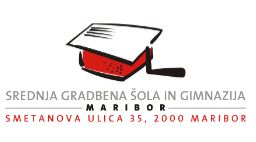 SREDNJA GRADBENA ŠOLA IN GIMNAZIJA
MARIBOR
SMETANOVA ULICA 35, 2000 MARIBOR